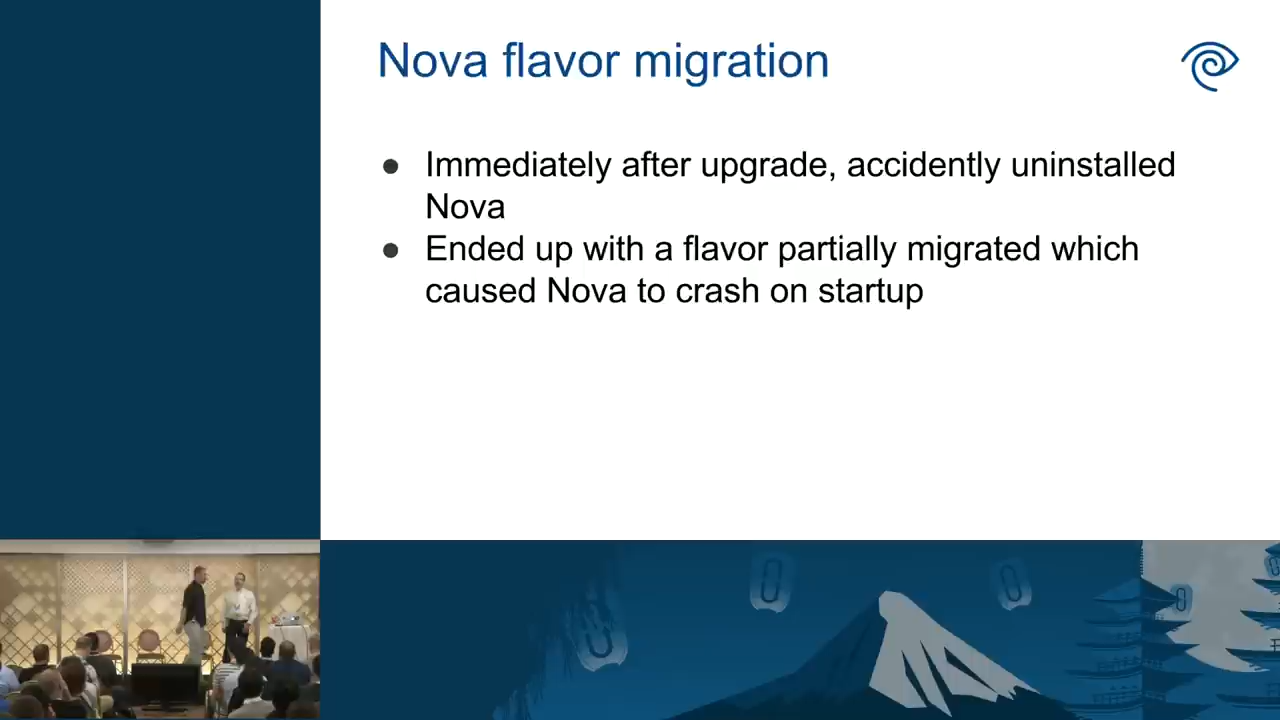 Nova flavor migration
● Immediately after upgrade, accidently uninstalled
Nova
● Ended up with a flavor partially migrated which
caused Nova to crash on startup